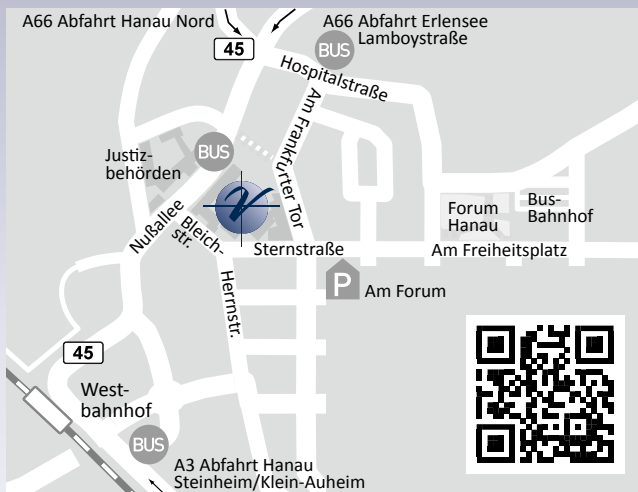 A66 Abfahrt Hanau Nord
A66 Abfahrt Erlensee
Lamboystraße
45
BUS
Hospitalstraße
Am Frankfurter Tor
Justiz-
behörden
BUS
V
Nußallee
Bleich-
str.
Sternstraße
Herrnstr.
Forum
Hanau
Bus-
Bahnhof
Am Freiheitsplatz
P
Am Forum
45
West-
bahnhof
BUS
A3 Abfahrt Hanau
Steinheim/Klein-Auheim